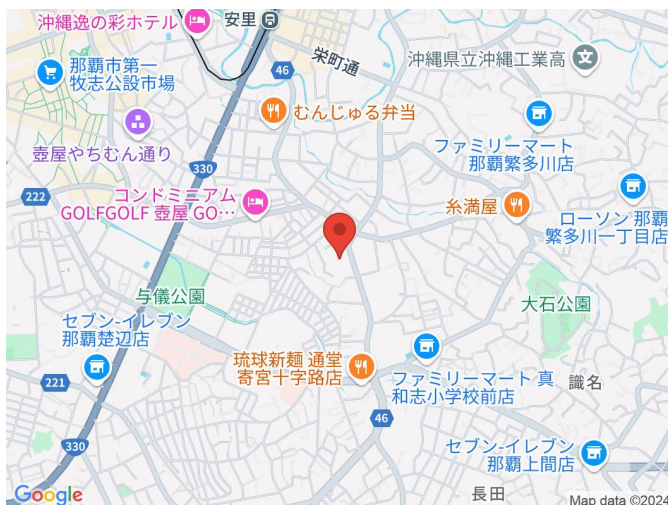 沖縄逸の彩ホテル
安里
栄町通
沖縄県立沖縄工業高
46
那覇市第一
牧志公設市場
むんじゅる弁当
壺屋やちむん通り
ファミリーマート
那覇繁多川店
330
222
コンドミニアム
GOLFGOLF 壺屋 GO…
糸満屋
ローソン 那覇
繁多川一丁目店
与儀公園
大石公園
セブン-イレブン
那覇楚辺店
琉球新麺 通堂
寄宮十字路店
ファミリーマート 真
和志小学校前店
識名
221
46
330
セブン-イレブン
那覇上間店
長田
Google
Map data ©2024